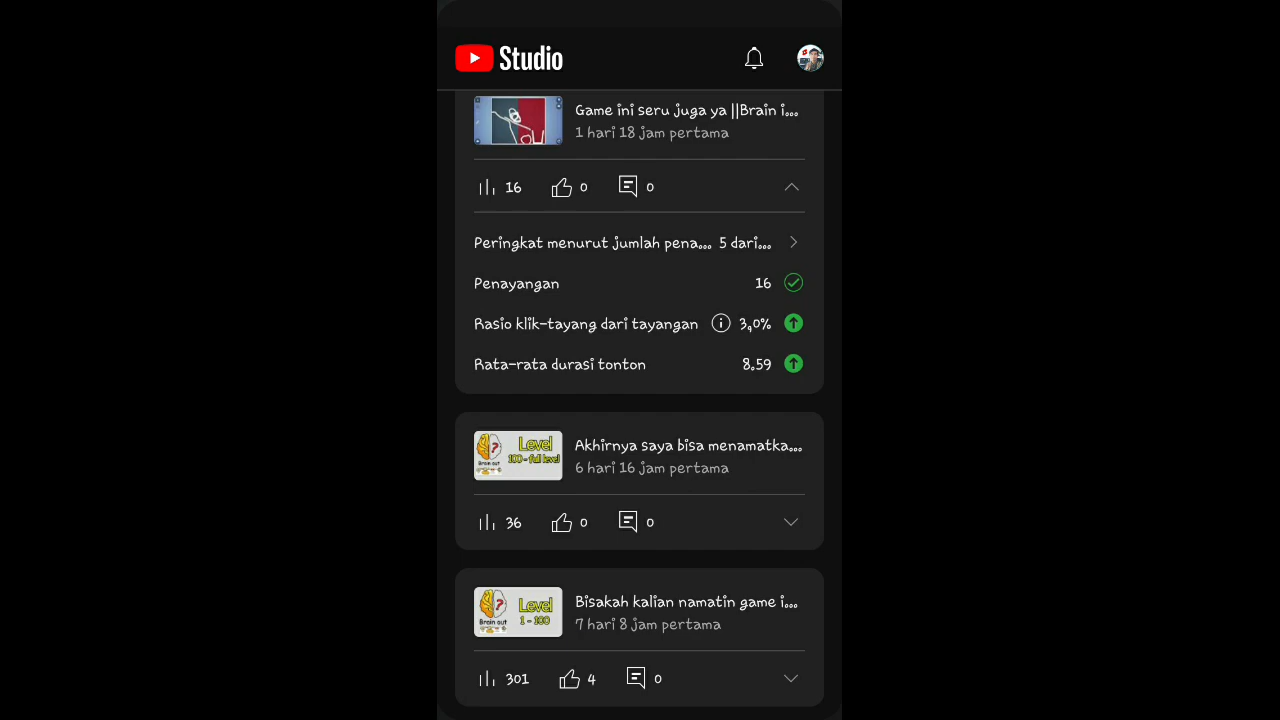 Studio
Game ini seru juga ya ||Brain i...
1 hari 18 jam pertama
16 0 0
Peringkat menurut jumlah pena... 5 dari...
Penayangan 16
Rasio klik-tayang dari tayangan 3,0%
Rata-rata durasi tonton 8.59
Level
100 - full level
Brain out
Akhirnya saya bisa menamatka...
6 hari 16 jam pertama
36 0 0
Level
1 - 100
Brain out
Bisakah kalian namatin game i...
7 hari 8 jam pertama
301 4 0